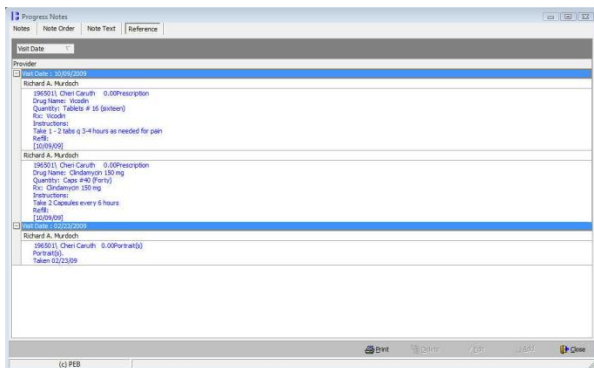 Progress Notes
Notes Note Order Note Text Reference
Visit Date
Provider
Visit Date : 10/09/2009
Richard A. Murdoch
196501\ Cheri Caruth 0.00Prescription
Drug Name: Vicodin
Quantity: Tablets # 16 (sixteen)
Rx: Vicodin
Instructions:
Take 1 - 2 tabs q 3-4 hours as needed for pain
Refill:
[10/09/09]
Richard A. Murdoch
196501\ Cheri Caruth 0.00Prescription
Drug Name: Clindamycin 150 mg
Quantity: Caps #40 (Forty)
Rx: Clindamycin 150 mg
Instructions:
Take 2 Capsules every 6 hours
Refill:
[10/09/09]
Visit Date : 02/23/2009
Richard A. Murdoch
196501\ Cheri Caruth 0.00Portrait(s)
Portrait(s).
Taken 02/23/09
Print Delete Edit Add Close
(c) PEB